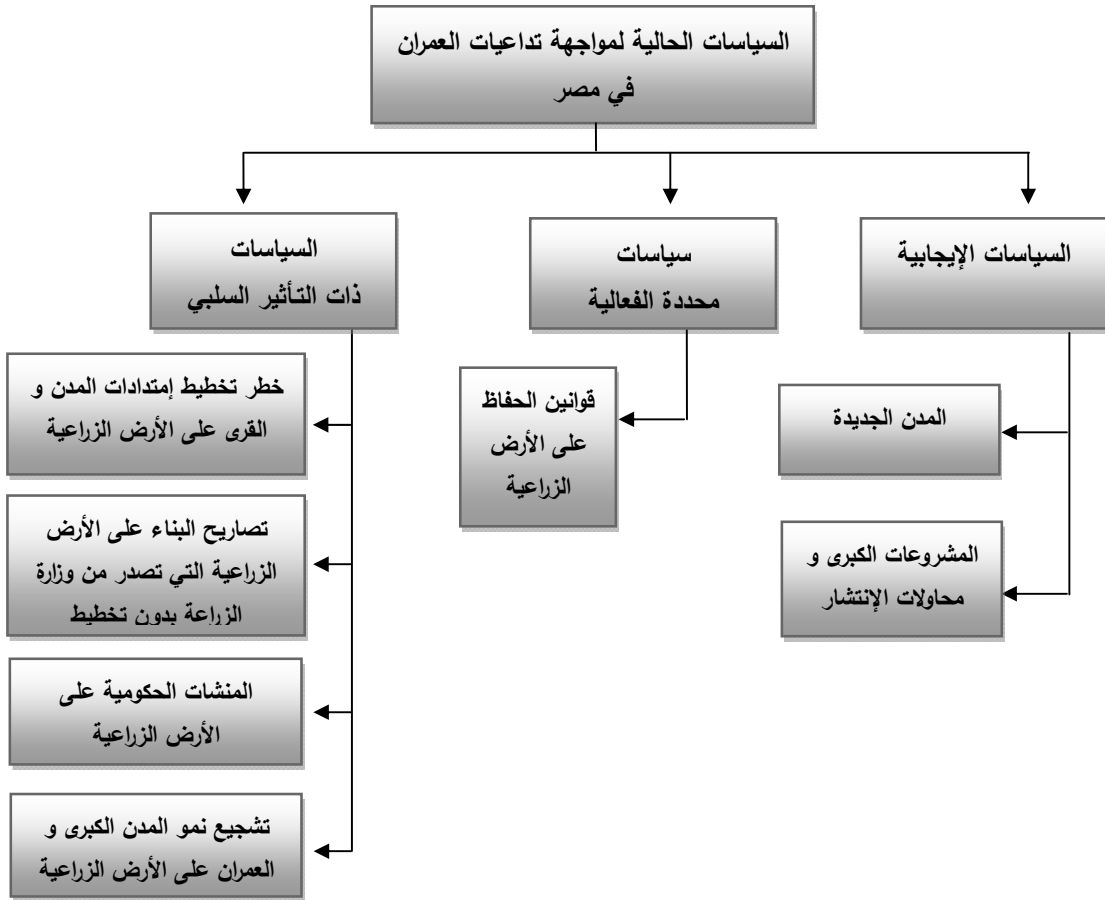 السياسات الحالية لمواجهة تداعيات العمران
في مصر
السياسات الإيجابية
المدن الجديدة
المشروعات الكبرى و
محاولات الإنتشار
سياسات
محددة الفعالية
قوانين الحفاظ
على الأرض
الزراعية
السياسات
ذات التأثير السلبي
خطر تخطيط إمتدادات المدن و
القرى على الأرض الزراعية
تصاريح البناء على الأرض
الزراعية التي تصدر من وزارة
الزراعة بدون تخطيط
المنشات الحكومية على
الأرض الزراعية
تشجيع نمو المدن الكبرى و
العمران على الأرض الزراعية